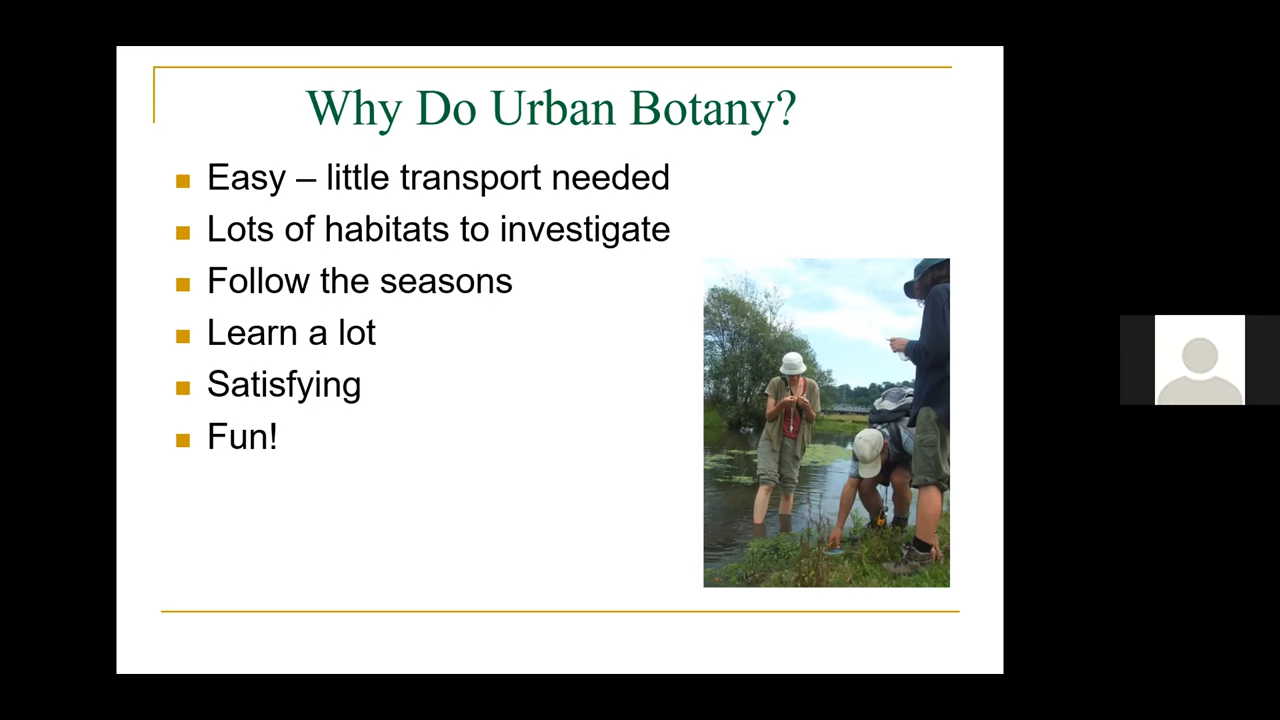 Why Do Urban Botany?
Easy – little transport needed
Lots of habitats to investigate
Follow the seasons
Learn a lot
Satisfying
Fun!